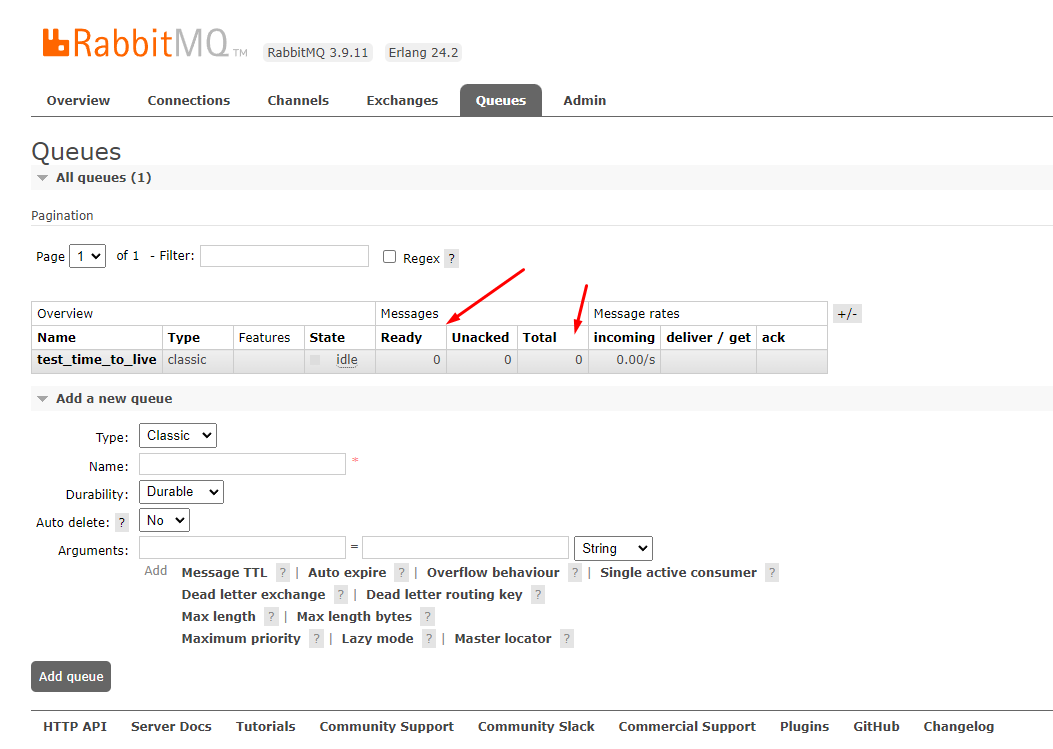 RabbitMQ TM RabbitMQ 3.9.11 Erlang 24.2
Overview Connections Channels Exchanges Queues Admin
Queues
All queues (1)
Pagination
Page 1 of 1 - Filter: Regex ?
Overview Messages Message rates +/-
Name Type Features State Ready Unacked Total incoming deliver / get ack
test_time_to_live classic idle 0 0 0 0.00/s
Add a new queue
Type: Classic
Name: *
Durability: Durable
Auto delete: ? No
Arguments: = String
Add Message TTL ? | Auto expire ? | Overflow behaviour ? | Single active consumer ?
Dead letter exchange ? | Dead letter routing key ?
Max length ? | Max length bytes ?
Maximum priority ? | Lazy mode ? | Master locator ?
Add queue
HTTP API Server Docs Tutorials Community Support Community Slack Commercial Support Plugins GitHub Changelog